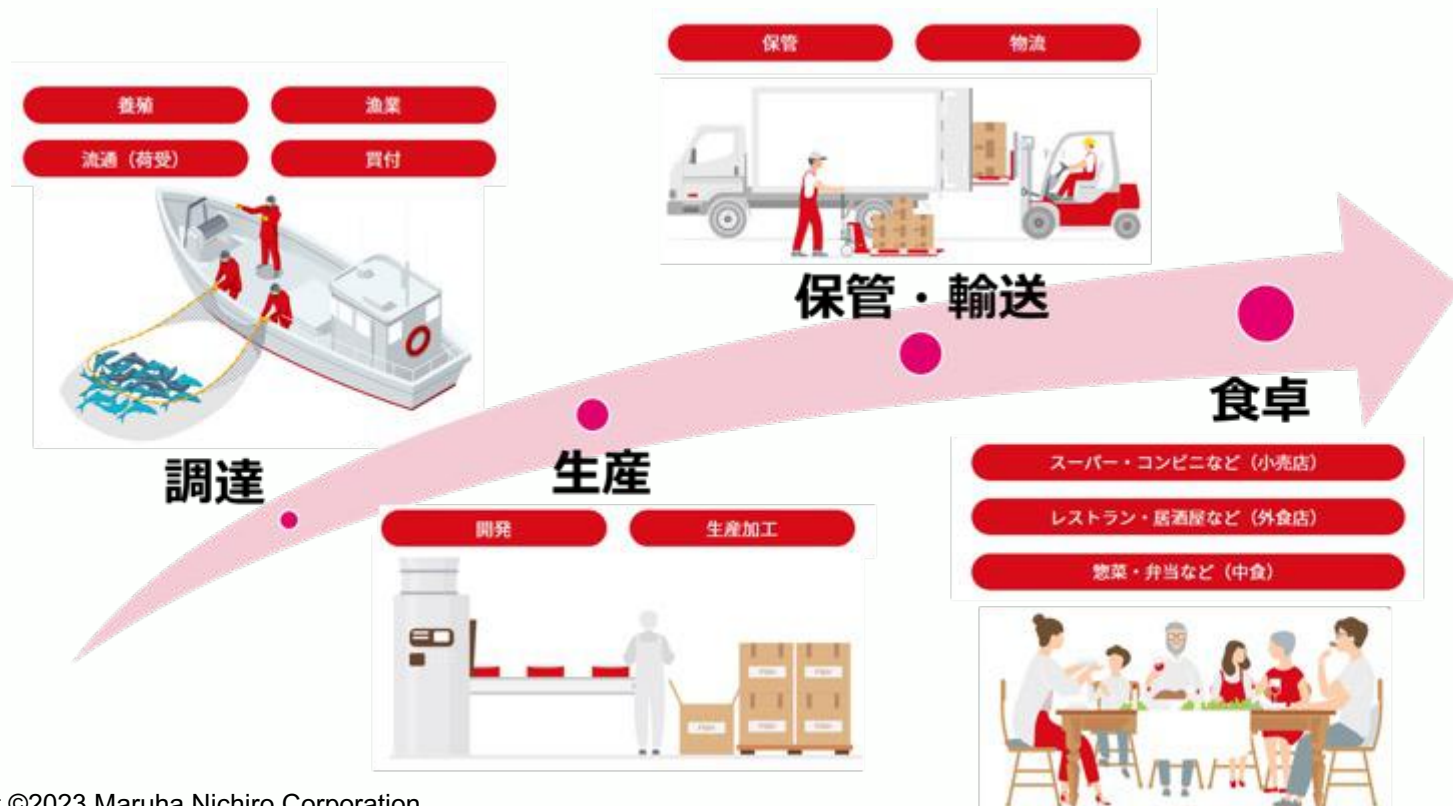 養殖
漁業
流通（荷受）
買付
調達
開発
生産加工
生産
保管
物流
保管・輸送
食卓
スーパー・コンビニなど（小売店）
レストラン・居酒屋など（外食店）
惣菜・弁当など（中食）
©2023 Maruha Nichiro Corporation